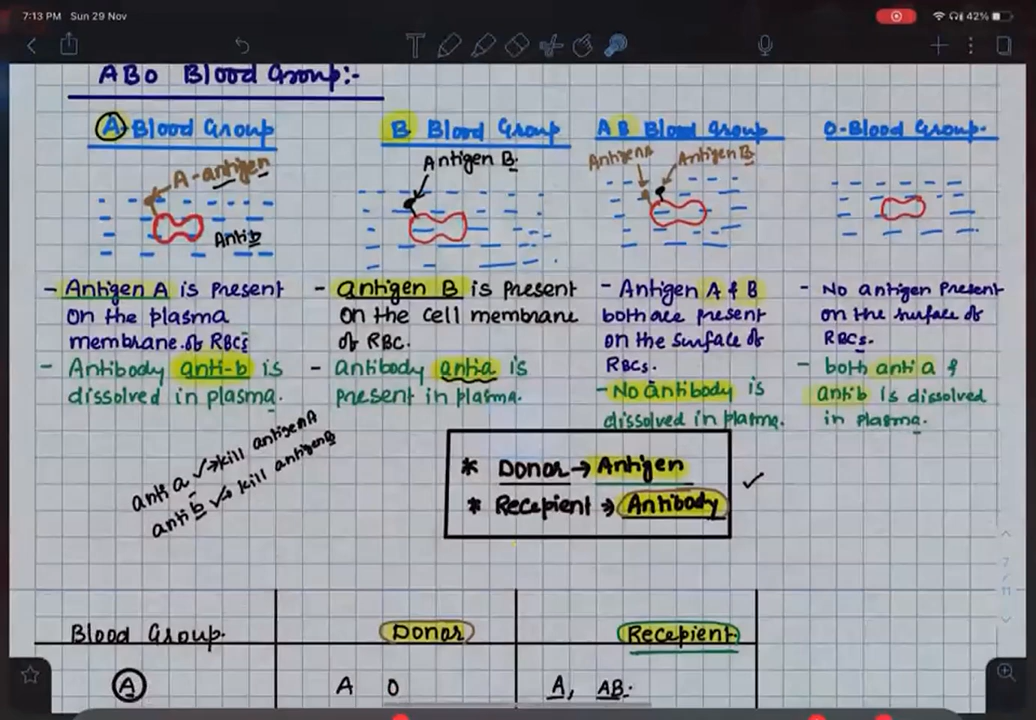 7:13 PM Sun 29 Nov
42%
ABO Blood Group:-
A-Blood Group
A-antigen
Antib
- Antigen A is present
on the plasma
membrane of RBCs
- Antibody anti-b is
dissolved in plasma.
anti a ✓→kill antigen A
anti b ✓→ kill antigen B
B Blood Group
Antigen B
- antigen B is present
on the cell membrane
of RBC.
- Antibody antia is
present in plasma.
AB Blood Group
Antigen A
Antigen B
- Antigen A & B
both are present
on the surface of
RBCs.
- No antibody is
dissolved in plasma.
O-Blood Group.
- No antigen present
on the surface of
RBCs.
- both anti a &
antib is dissolved
in plasma.
* Donor → Antigen
* Recepient → Antibody
Blood Group. Donor Recepient
A A O A, AB.
7
11